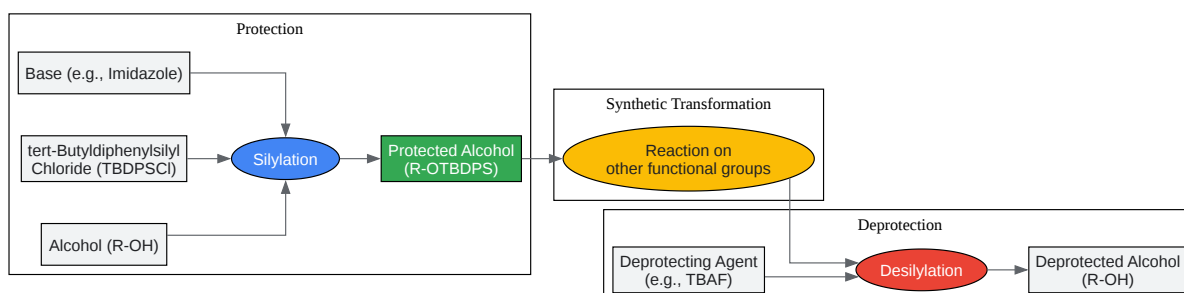 Protection
Base (e.g., Imidazole)
tert-Butyldiphenylsilyl
Chloride (TBDPSCl)
Silylation
Protected Alcohol
(R-OTBDPS)
Alcohol (R-OH)
Synthetic Transformation
Reaction on
other functional groups
Deprotection
Deprotecting Agent
(e.g., TBAF)
Desilylation
Deprotected Alcohol
(R-OH)